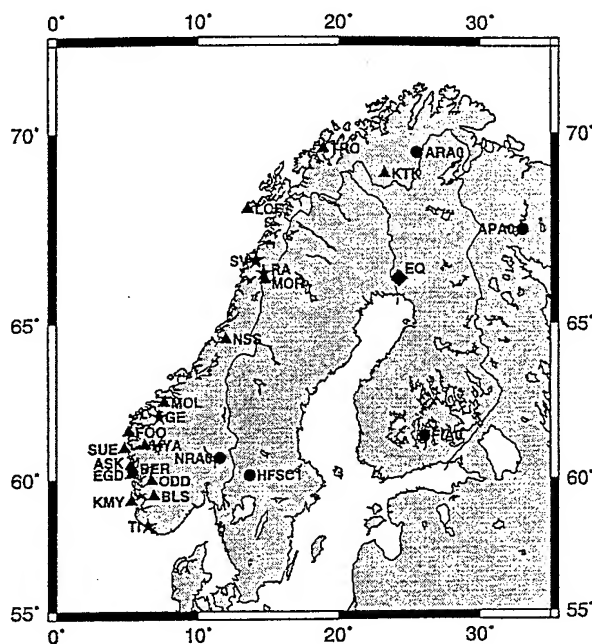 0° 10° 20° 30°
70° 70°
TRO ARA0
KTK
LOF
APA0
SV
RA EQ
MOR
65° 65°
NSS
MOL
GE
FOO
SUE HYA NRA0 FIA0
ASK BER
EGD ODD HFSC1
60° 60°
KMY BLS
TI
55° 55°
0° 10° 20° 30°